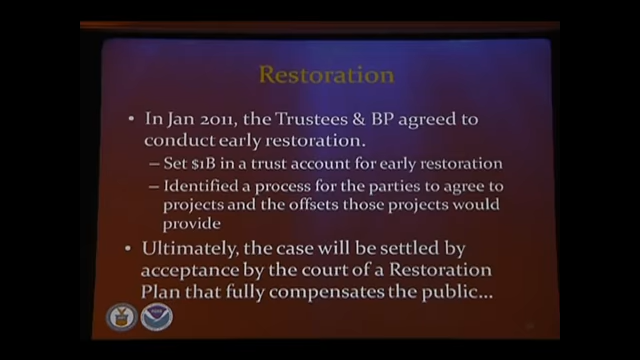 Restoration
• In Jan 2011, the Trustees & BP agreed to
conduct early restoration.
– Set $1B in a trust account for early restoration
– Identified a process for the parties to agree to
projects and the offsets those projects would
provide
• Ultimately, the case will be settled by
acceptance by the court of a Restoration
Plan that fully compensates the public...